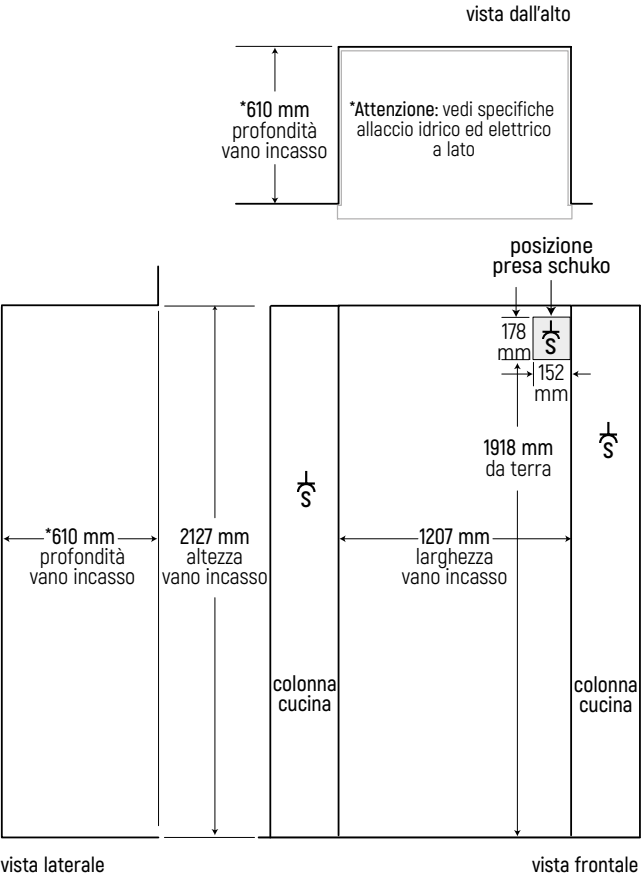 vista dall'alto
*610 mm
profondità
vano incasso
*Attenzione: vedi specifiche
allaccio idrico ed elettrico
a lato
posizione
presa schuko
178
mm
S
152
mm
S
1918 mm
da terra
S
*610 mm
profondità
vano incasso
2127 mm
altezza
vano incasso
1207 mm
larghezza
vano incasso
colonna
cucina
colonna
cucina
vista laterale
vista frontale